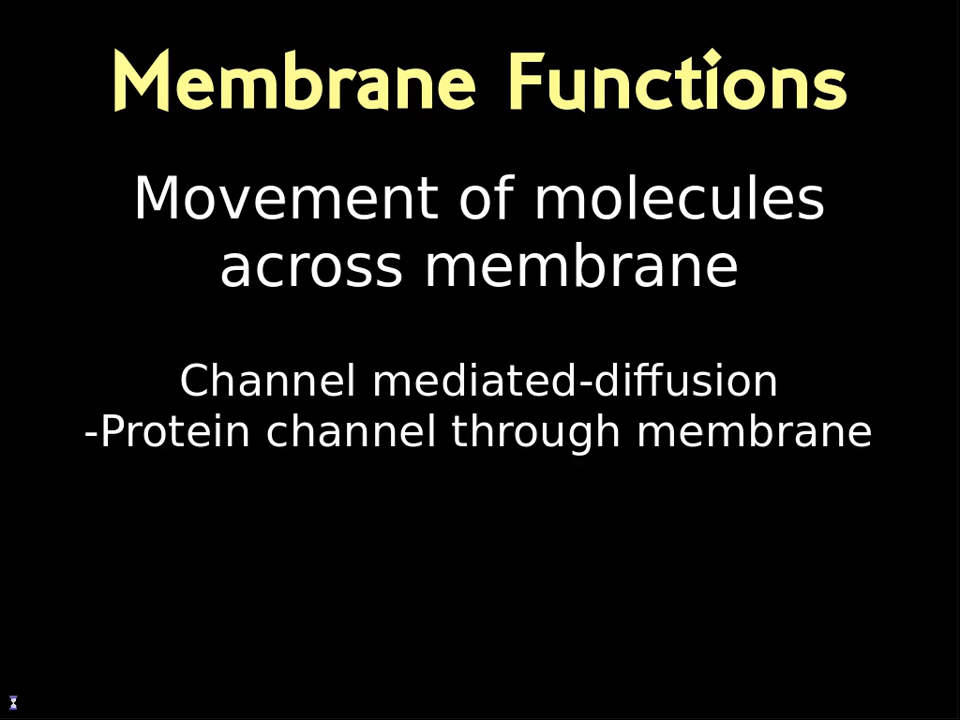 Membrane Functions
Movement of molecules
across membrane
Channel mediated-diffusion
-Protein channel through membrane